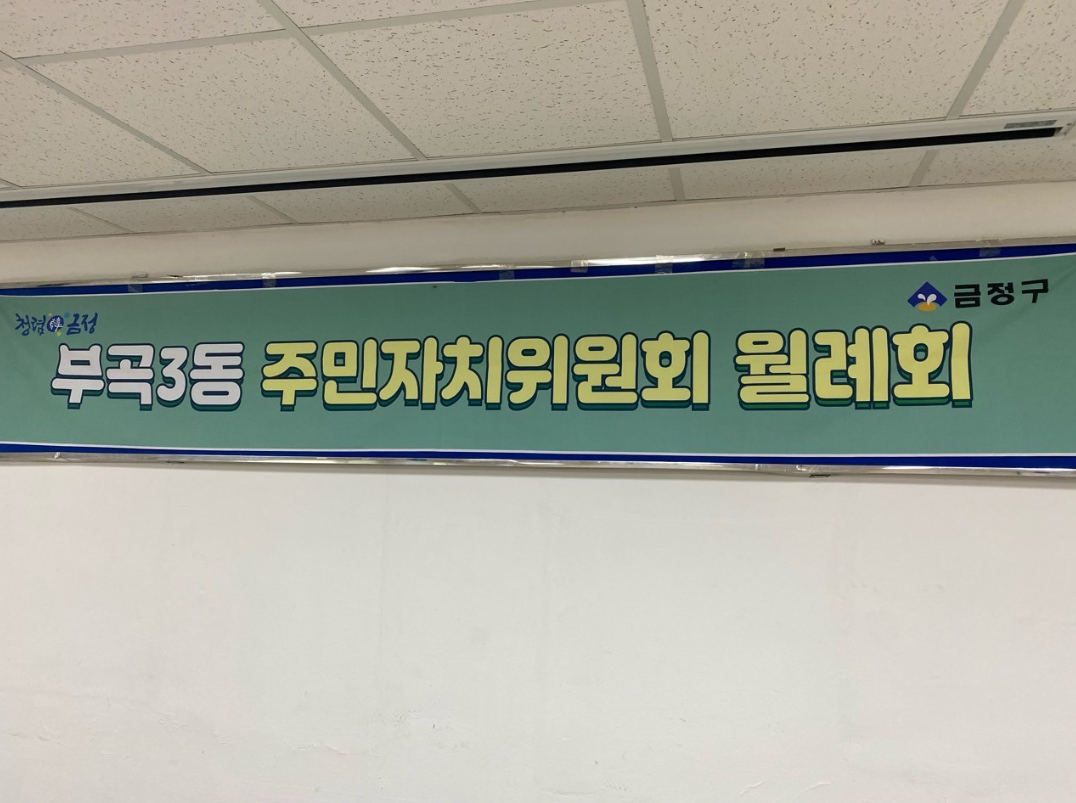 청렴 금정
금정구
부곡3동 주민자치위원회 월례회